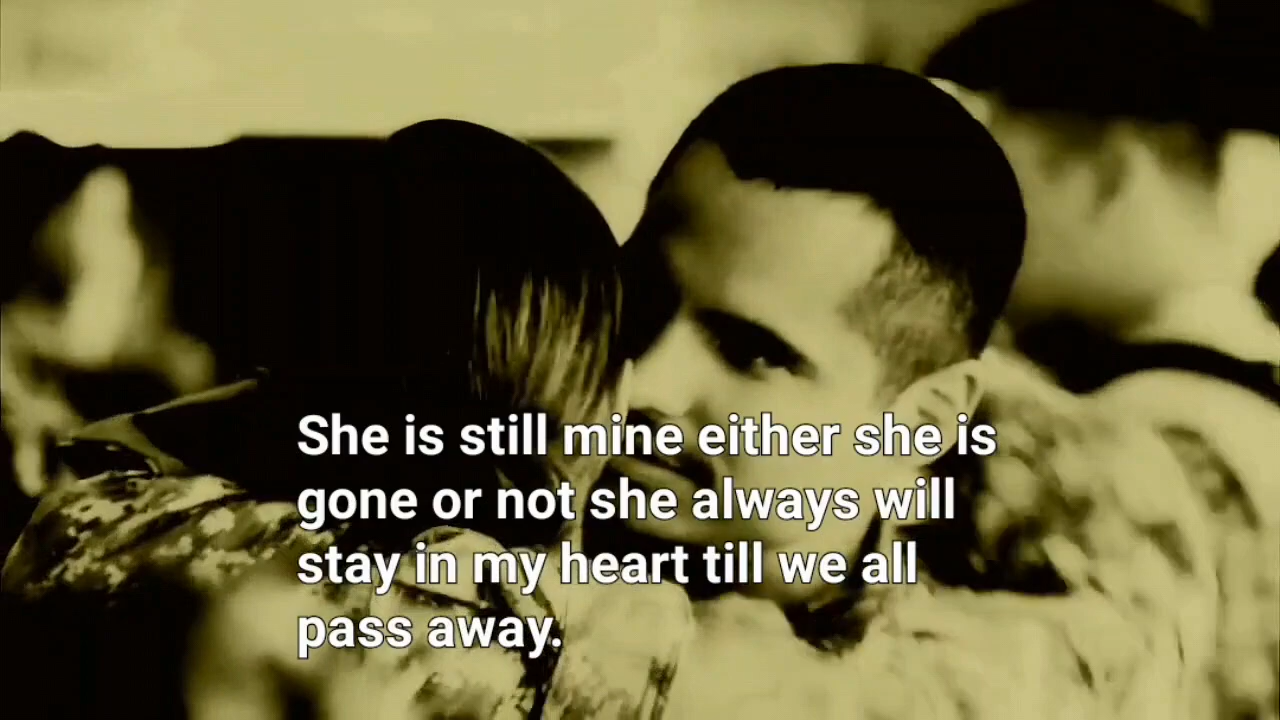 She is still mine either she is
gone or not she always will
stay in my heart till we all
pass away.